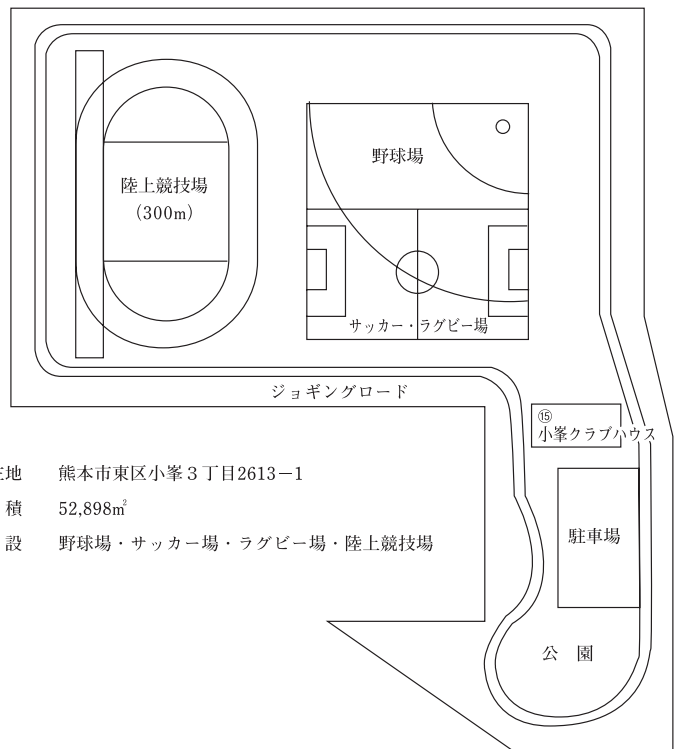 野球場
陸上競技場
(300m)
サッカー・ラグビー場
ジョギングロード
⑮
小峯クラブハウス
駐車場
公 園
在地 熊本市東区小峯3丁目2613-1
積 52,898㎡
設 野球場・サッカー場・ラグビー場・陸上競技場